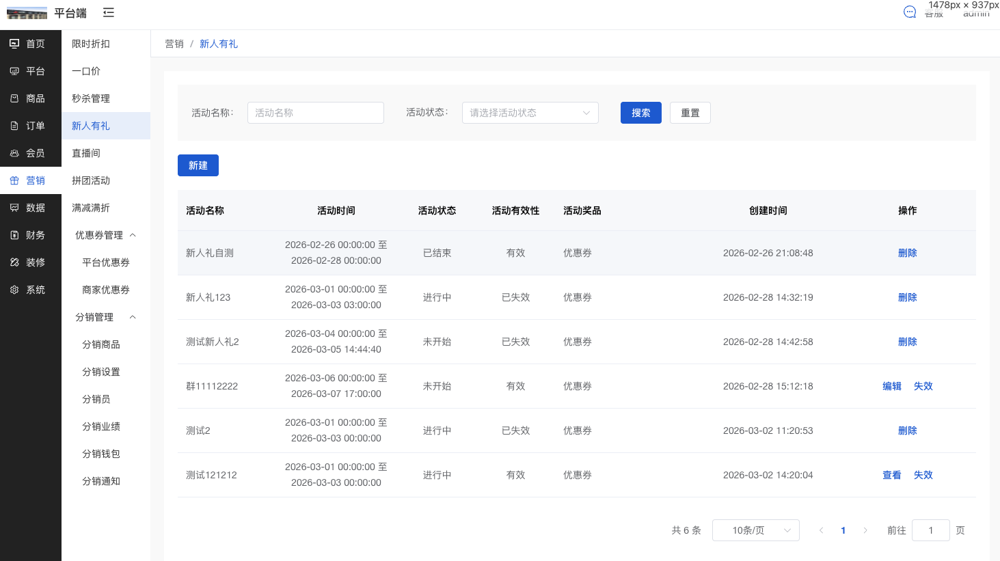 平台端
1478px × 937px
客服
admin
首页
平台
商品
订单
会员
营销
数据
财务
装修
系统
限时折扣
一口价
秒杀管理
新人有礼
直播间
拼团活动
满减满折
优惠券管理
平台优惠券
商家优惠券
分销管理
分销商品
分销设置
分销员
分销业绩
分销钱包
分销通知
营销 / 新人有礼
活动名称： 活动名称 活动状态： 请选择活动状态 搜索 重置
新建
活动名称 活动时间 活动状态 活动有效性 活动奖品 创建时间 操作
新人礼自测 2026-02-26 00:00:00 至 2026-02-28 00:00:00 已结束 有效 优惠券 2026-02-26 21:08:48 删除
新人礼123 2026-03-01 00:00:00 至 2026-03-03 03:00:00 进行中 已失效 优惠券 2026-02-28 14:32:19 删除
测试新人礼2 2026-03-04 00:00:00 至 2026-03-05 14:44:40 未开始 已失效 优惠券 2026-02-28 14:42:58 删除
群11112222 2026-03-06 00:00:00 至 2026-03-07 17:00:00 未开始 有效 优惠券 2026-02-28 15:12:18 编辑 失效
测试2 2026-03-01 00:00:00 至 2026-03-03 00:00:00 进行中 已失效 优惠券 2026-03-02 11:20:53 删除
测试121212 2026-03-01 00:00:00 至 2026-03-03 00:00:00 进行中 有效 优惠券 2026-03-02 14:20:04 查看 失效
共 6 条 10条/页 1 前往 1 页